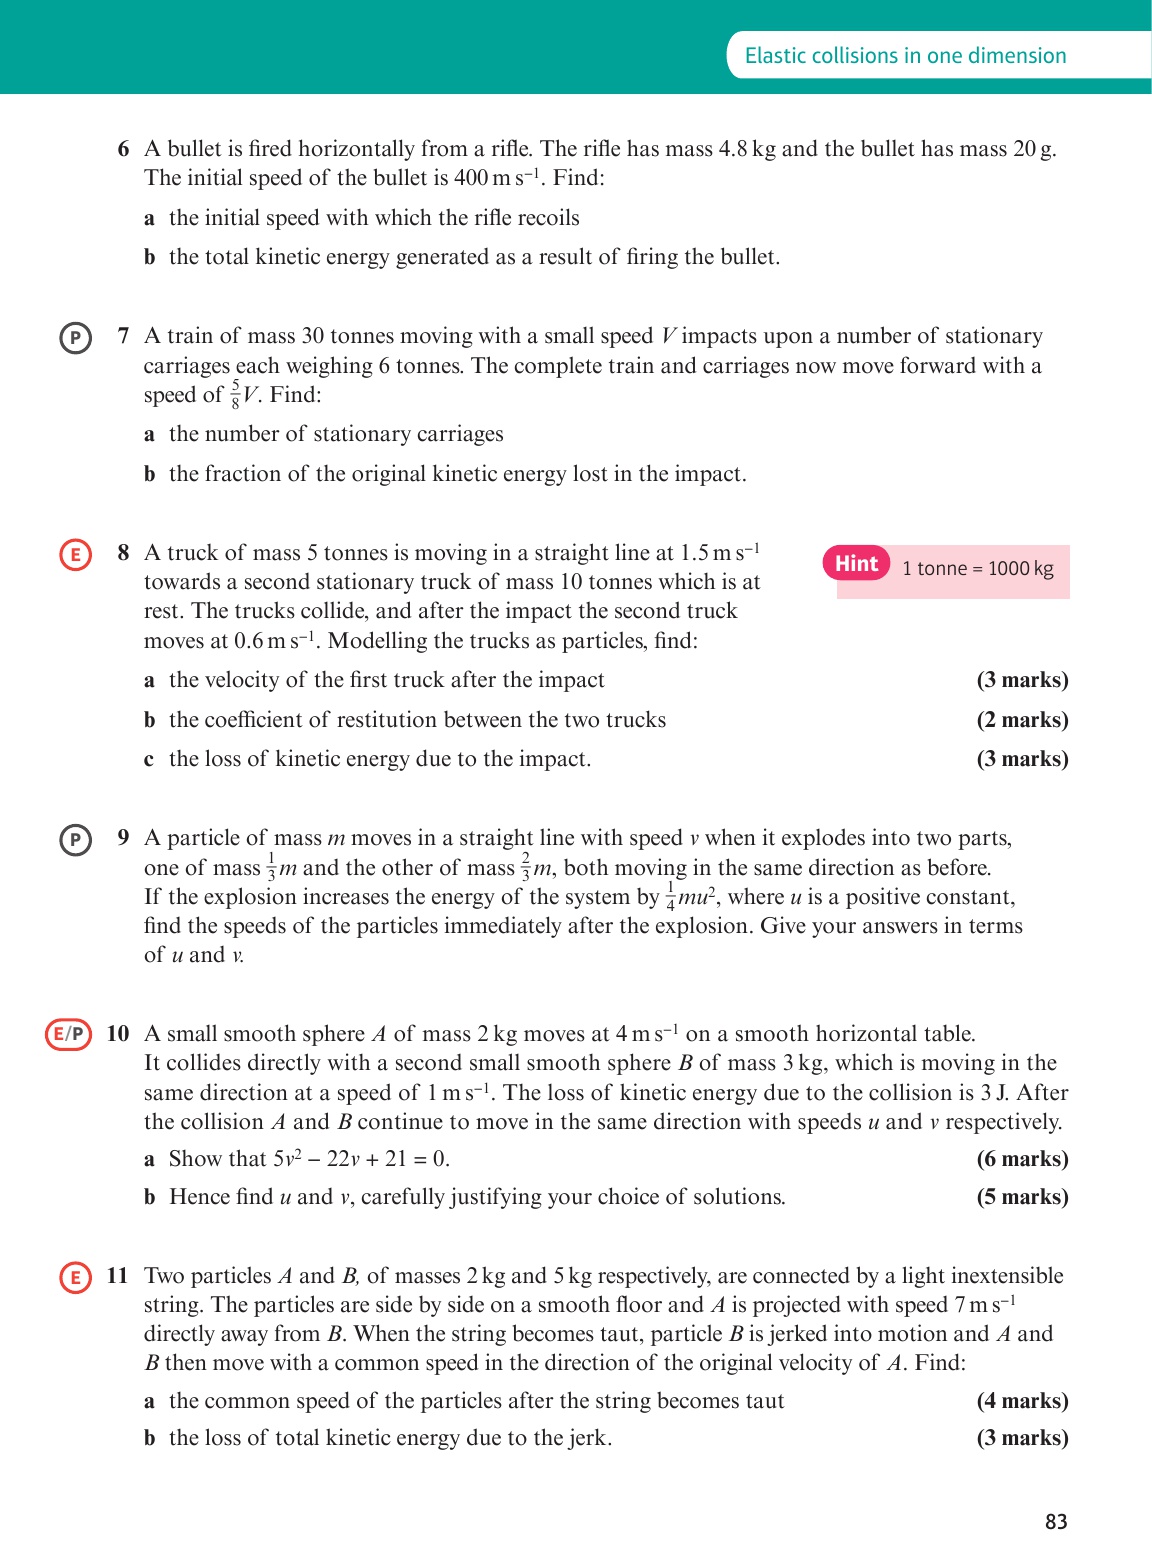 Elastic collisions in one dimension
6 A bullet is fired horizontally from a rifle. The rifle has mass 4.8 kg and the bullet has mass 20 g.
The initial speed of the bullet is 400 m s⁻¹. Find:
a the initial speed with which the rifle recoils
b the total kinetic energy generated as a result of firing the bullet.
P 7 A train of mass 30 tonnes moving with a small speed V impacts upon a number of stationary
carriages each weighing 6 tonnes. The complete train and carriages now move forward with a
speed of 5/8 V. Find:
a the number of stationary carriages
b the fraction of the original kinetic energy lost in the impact.
E 8 A truck of mass 5 tonnes is moving in a straight line at 1.5 m s⁻¹
towards a second stationary truck of mass 10 tonnes which is at
rest. The trucks collide, and after the impact the second truck
moves at 0.6 m s⁻¹. Modelling the trucks as particles, find:
Hint 1 tonne = 1000 kg
a the velocity of the first truck after the impact (3 marks)
b the coefficient of restitution between the two trucks (2 marks)
c the loss of kinetic energy due to the impact. (3 marks)
P 9 A particle of mass m moves in a straight line with speed v when it explodes into two parts,
one of mass 1/3 m and the other of mass 2/3 m, both moving in the same direction as before.
If the explosion increases the energy of the system by 1/4 mu², where u is a positive constant,
find the speeds of the particles immediately after the explosion. Give your answers in terms
of u and v.
E/P 10 A small smooth sphere A of mass 2 kg moves at 4 m s⁻¹ on a smooth horizontal table.
It collides directly with a second small smooth sphere B of mass 3 kg, which is moving in the
same direction at a speed of 1 m s⁻¹. The loss of kinetic energy due to the collision is 3 J. After
the collision A and B continue to move in the same direction with speeds u and v respectively.
a Show that 5v² − 22v + 21 = 0. (6 marks)
b Hence find u and v, carefully justifying your choice of solutions. (5 marks)
E 11 Two particles A and B, of masses 2 kg and 5 kg respectively, are connected by a light inextensible
string. The particles are side by side on a smooth floor and A is projected with speed 7 m s⁻¹
directly away from B. When the string becomes taut, particle B is jerked into motion and A and
B then move with a common speed in the direction of the original velocity of A. Find:
a the common speed of the particles after the string becomes taut (4 marks)
b the loss of total kinetic energy due to the jerk. (3 marks)
83